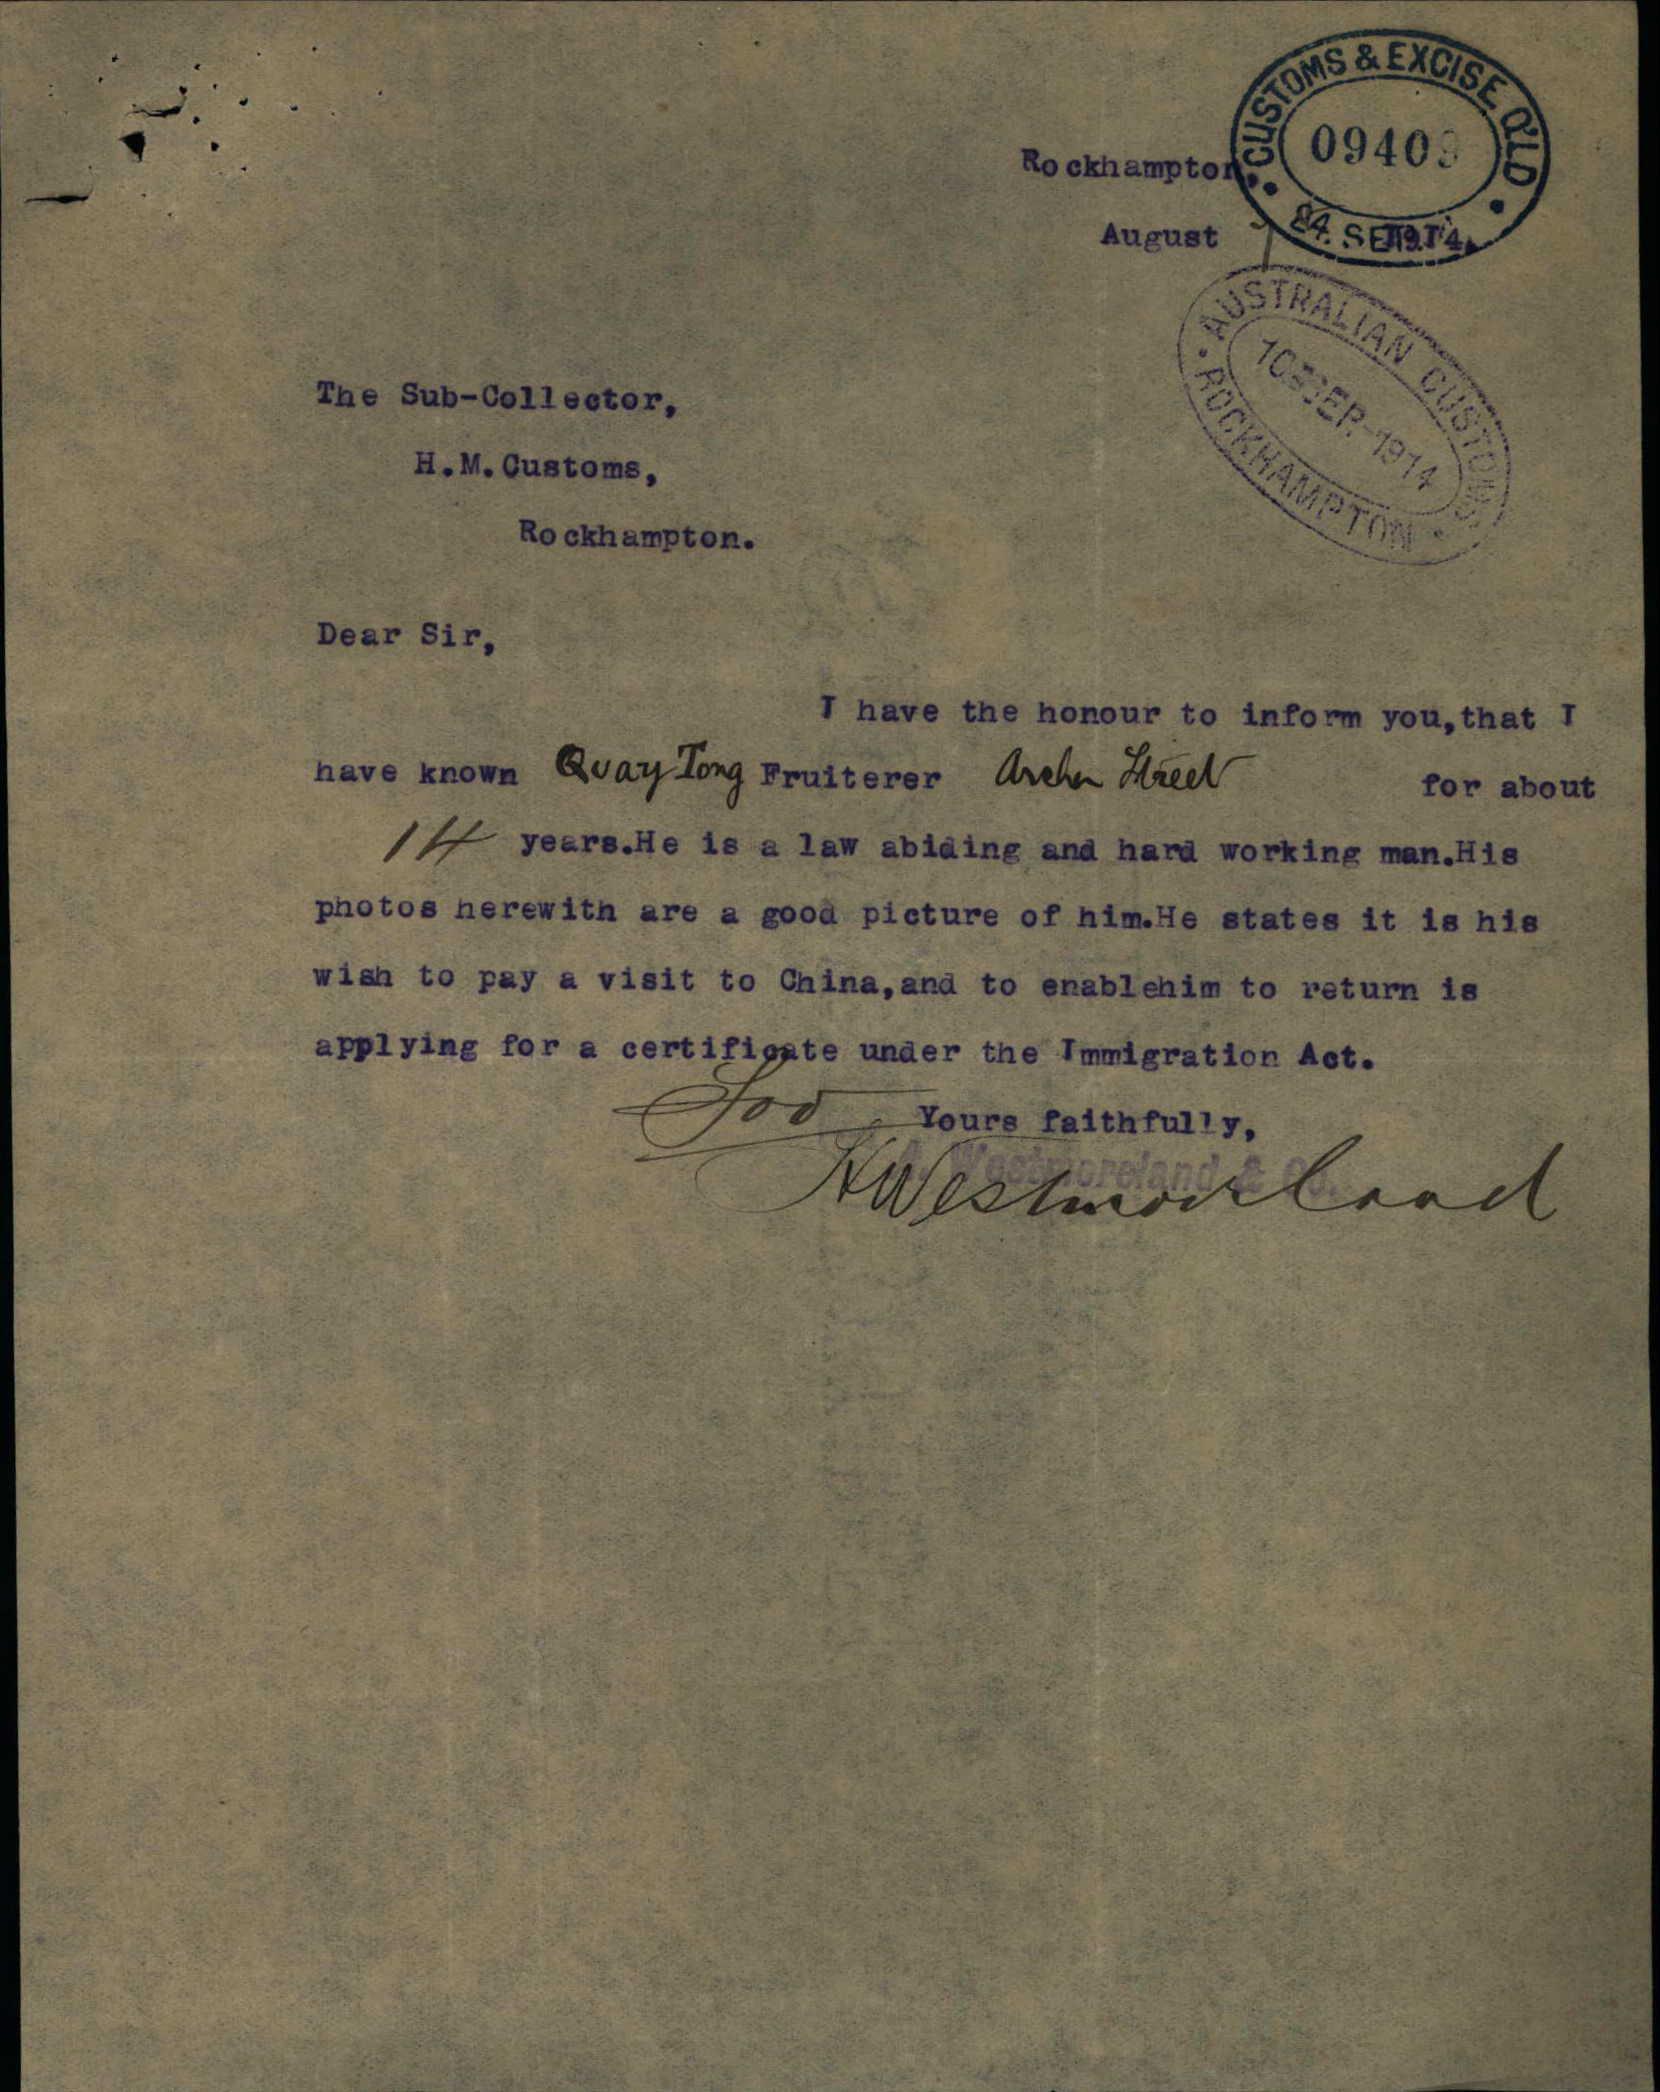 CUSTOMS & EXCISE Q'LD
09409
24. SEP.
Rockhampton,
August 1914.
AUSTRALIAN CUSTOMS
10 SEP. 1914
ROCKHAMPTON
The Sub-Collector,
H.M.Customs,
Rockhampton.
Dear Sir,
I have the honour to inform you,that I
have known Quay Tong Fruiterer Archer Street for about
14 years.He is a law abiding and hard working man.His
photos herewith are a good picture of him.He states it is his
wish to pay a visit to China,and to enablehim to return is
applying for a certificate under the Immigration Act.
For Yours faithfully,
A. Westmoreland & Co.
HWestmorland